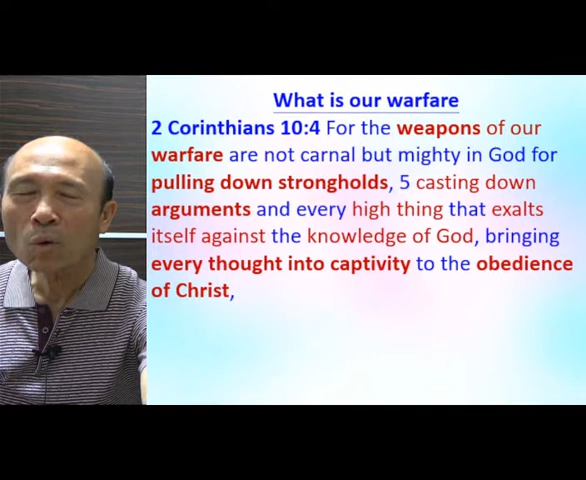 What is our warfare
2 Corinthians 10:4 For the weapons of our
warfare are not carnal but mighty in God for
pulling down strongholds, 5 casting down
arguments and every high thing that exalts
itself against the knowledge of God, bringing
every thought into captivity to the obedience
of Christ,